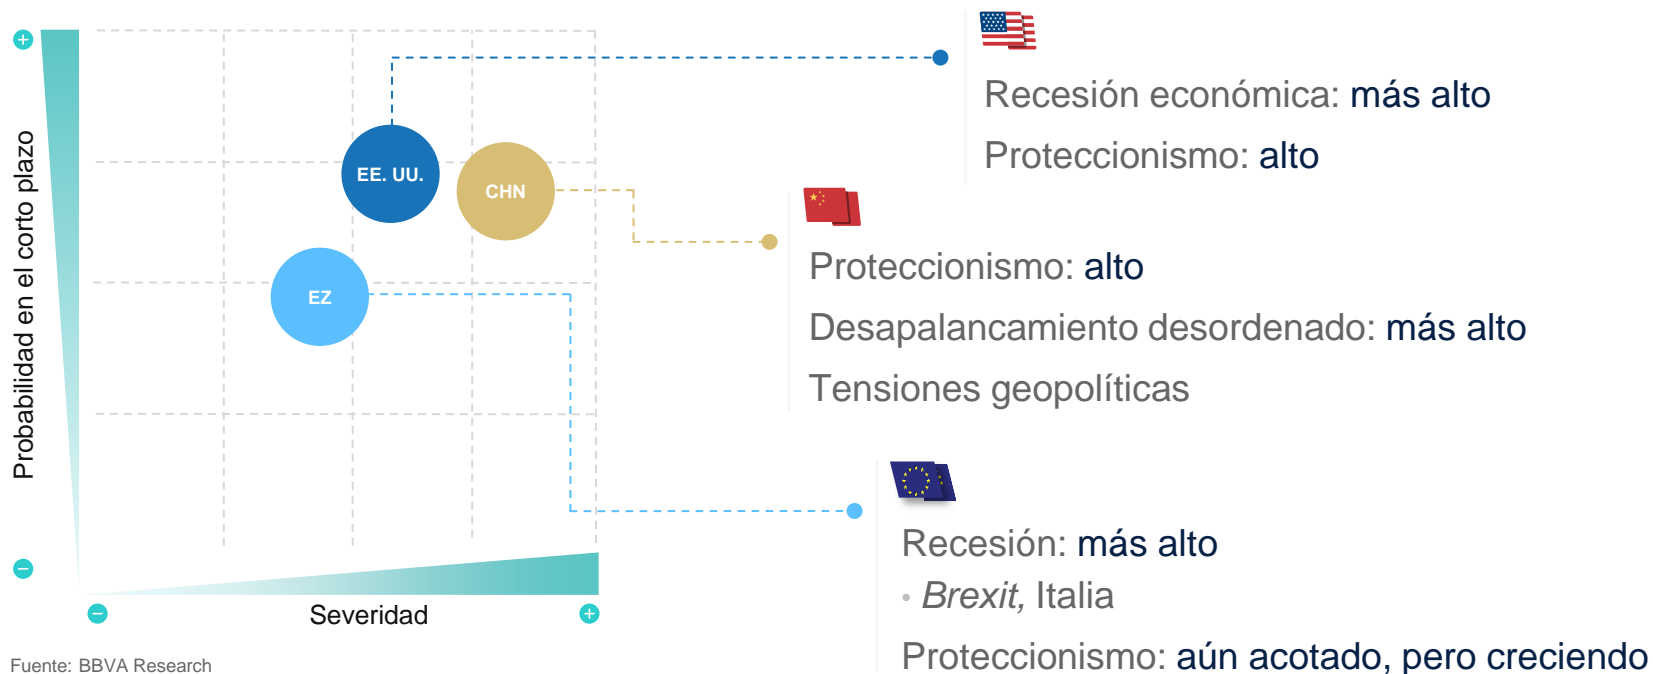 Probabilidad en el corto plazo
EE. UU.
CHN
EZ
Severidad
Recesión económica: más alto
Proteccionismo: alto
Proteccionismo: alto
Desapalancamiento desordenado: más alto
Tensiones geopolíticas
Recesión: más alto
• Brexit, Italia
Proteccionismo: aún acotado, pero creciendo
Fuente: BBVA Research